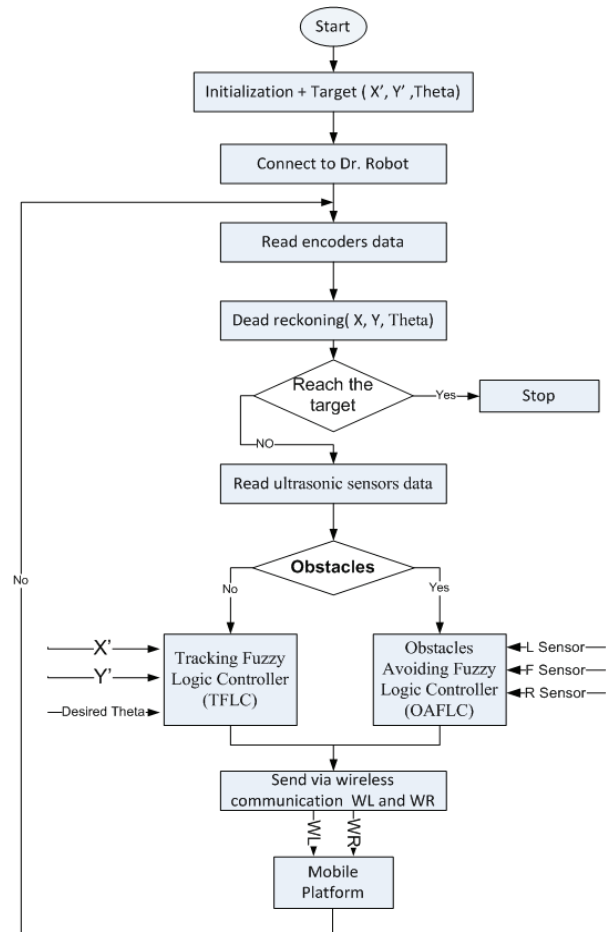 Start
Initialization + Target ( X’, Y’ ,Theta)
Connect to Dr. Robot
Read encoders data
Dead reckoning( X, Y, Theta)
Reach the
target
Yes
Stop
NO
Read ultrasonic sensors data
Obstacles
No
No
Yes
X’
Y’
Desired Theta
Tracking Fuzzy
Logic Controller
(TFLC)
Obstacles
Avoiding Fuzzy
Logic Controller
(OAFLC)
L Sensor
F Sensor
R Sensor
Send via wireless
communication WL and WR
WL
WR
Mobile
Platform